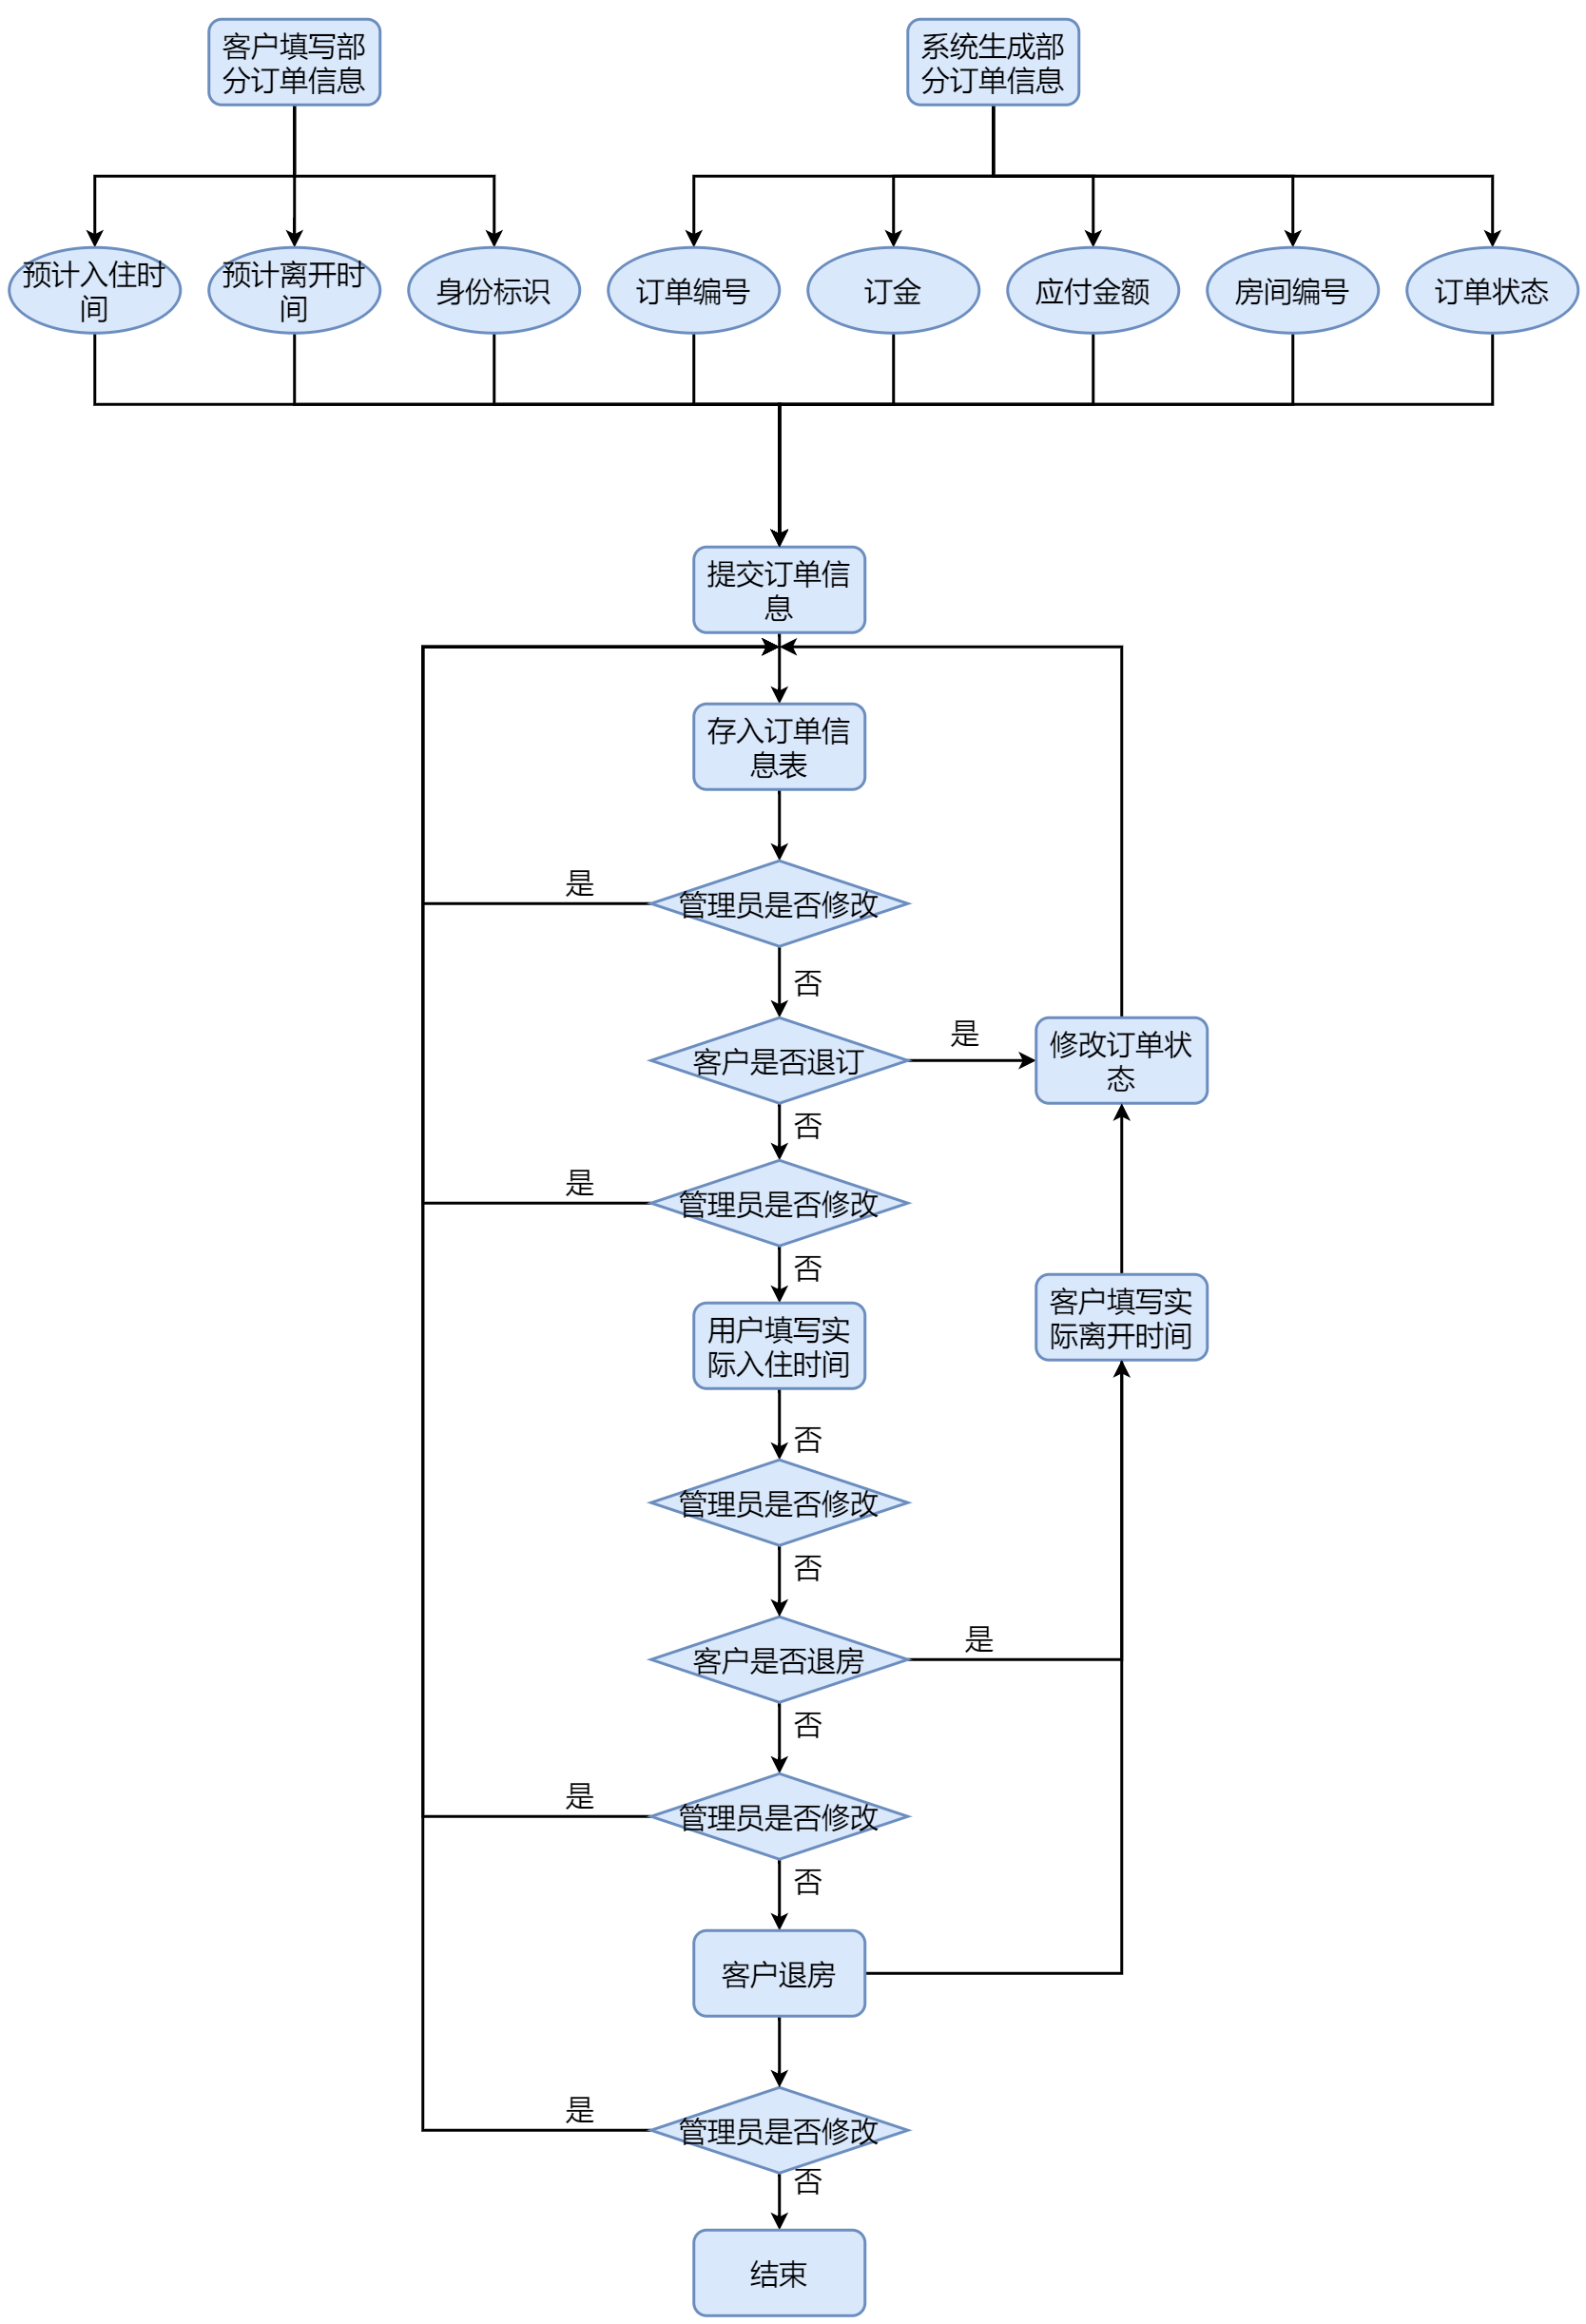 客户填写部
分订单信息
系统生成部
分订单信息
预计入住时
间
预计离开时
间
身份标识
订单编号
订金
应付金额
房间编号
订单状态
提交订单信
息
存入订单信
息表
是
管理员是否修改
否
客户是否退订
是
修改订单状
态
否
是
管理员是否修改
否
用户填写实
际入住时间
客户填写实
际离开时间
否
管理员是否修改
否
客户是否退房
是
否
是
管理员是否修改
否
客户退房
是
管理员是否修改
否
结束